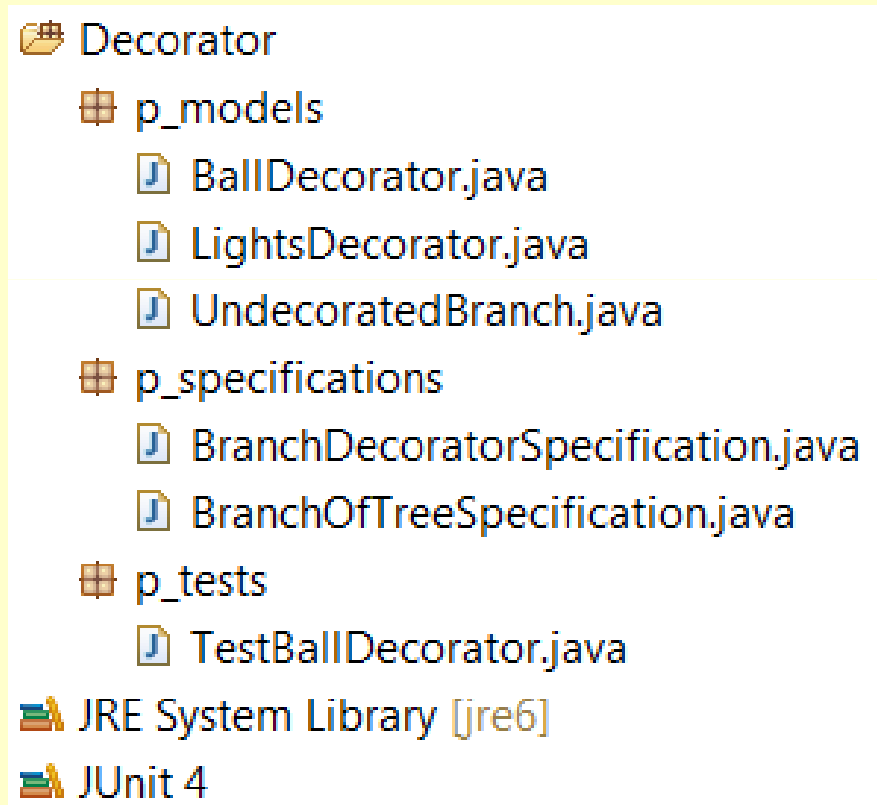 Decorator
p_models
BallDecorator.java
LightsDecorator.java
UndecoratedBranch.java
p_specifications
BranchDecoratorSpecification.java
BranchOfTreeSpecification.java
p_tests
TestBallDecorator.java
JRE System Library [jre6]
JUnit 4